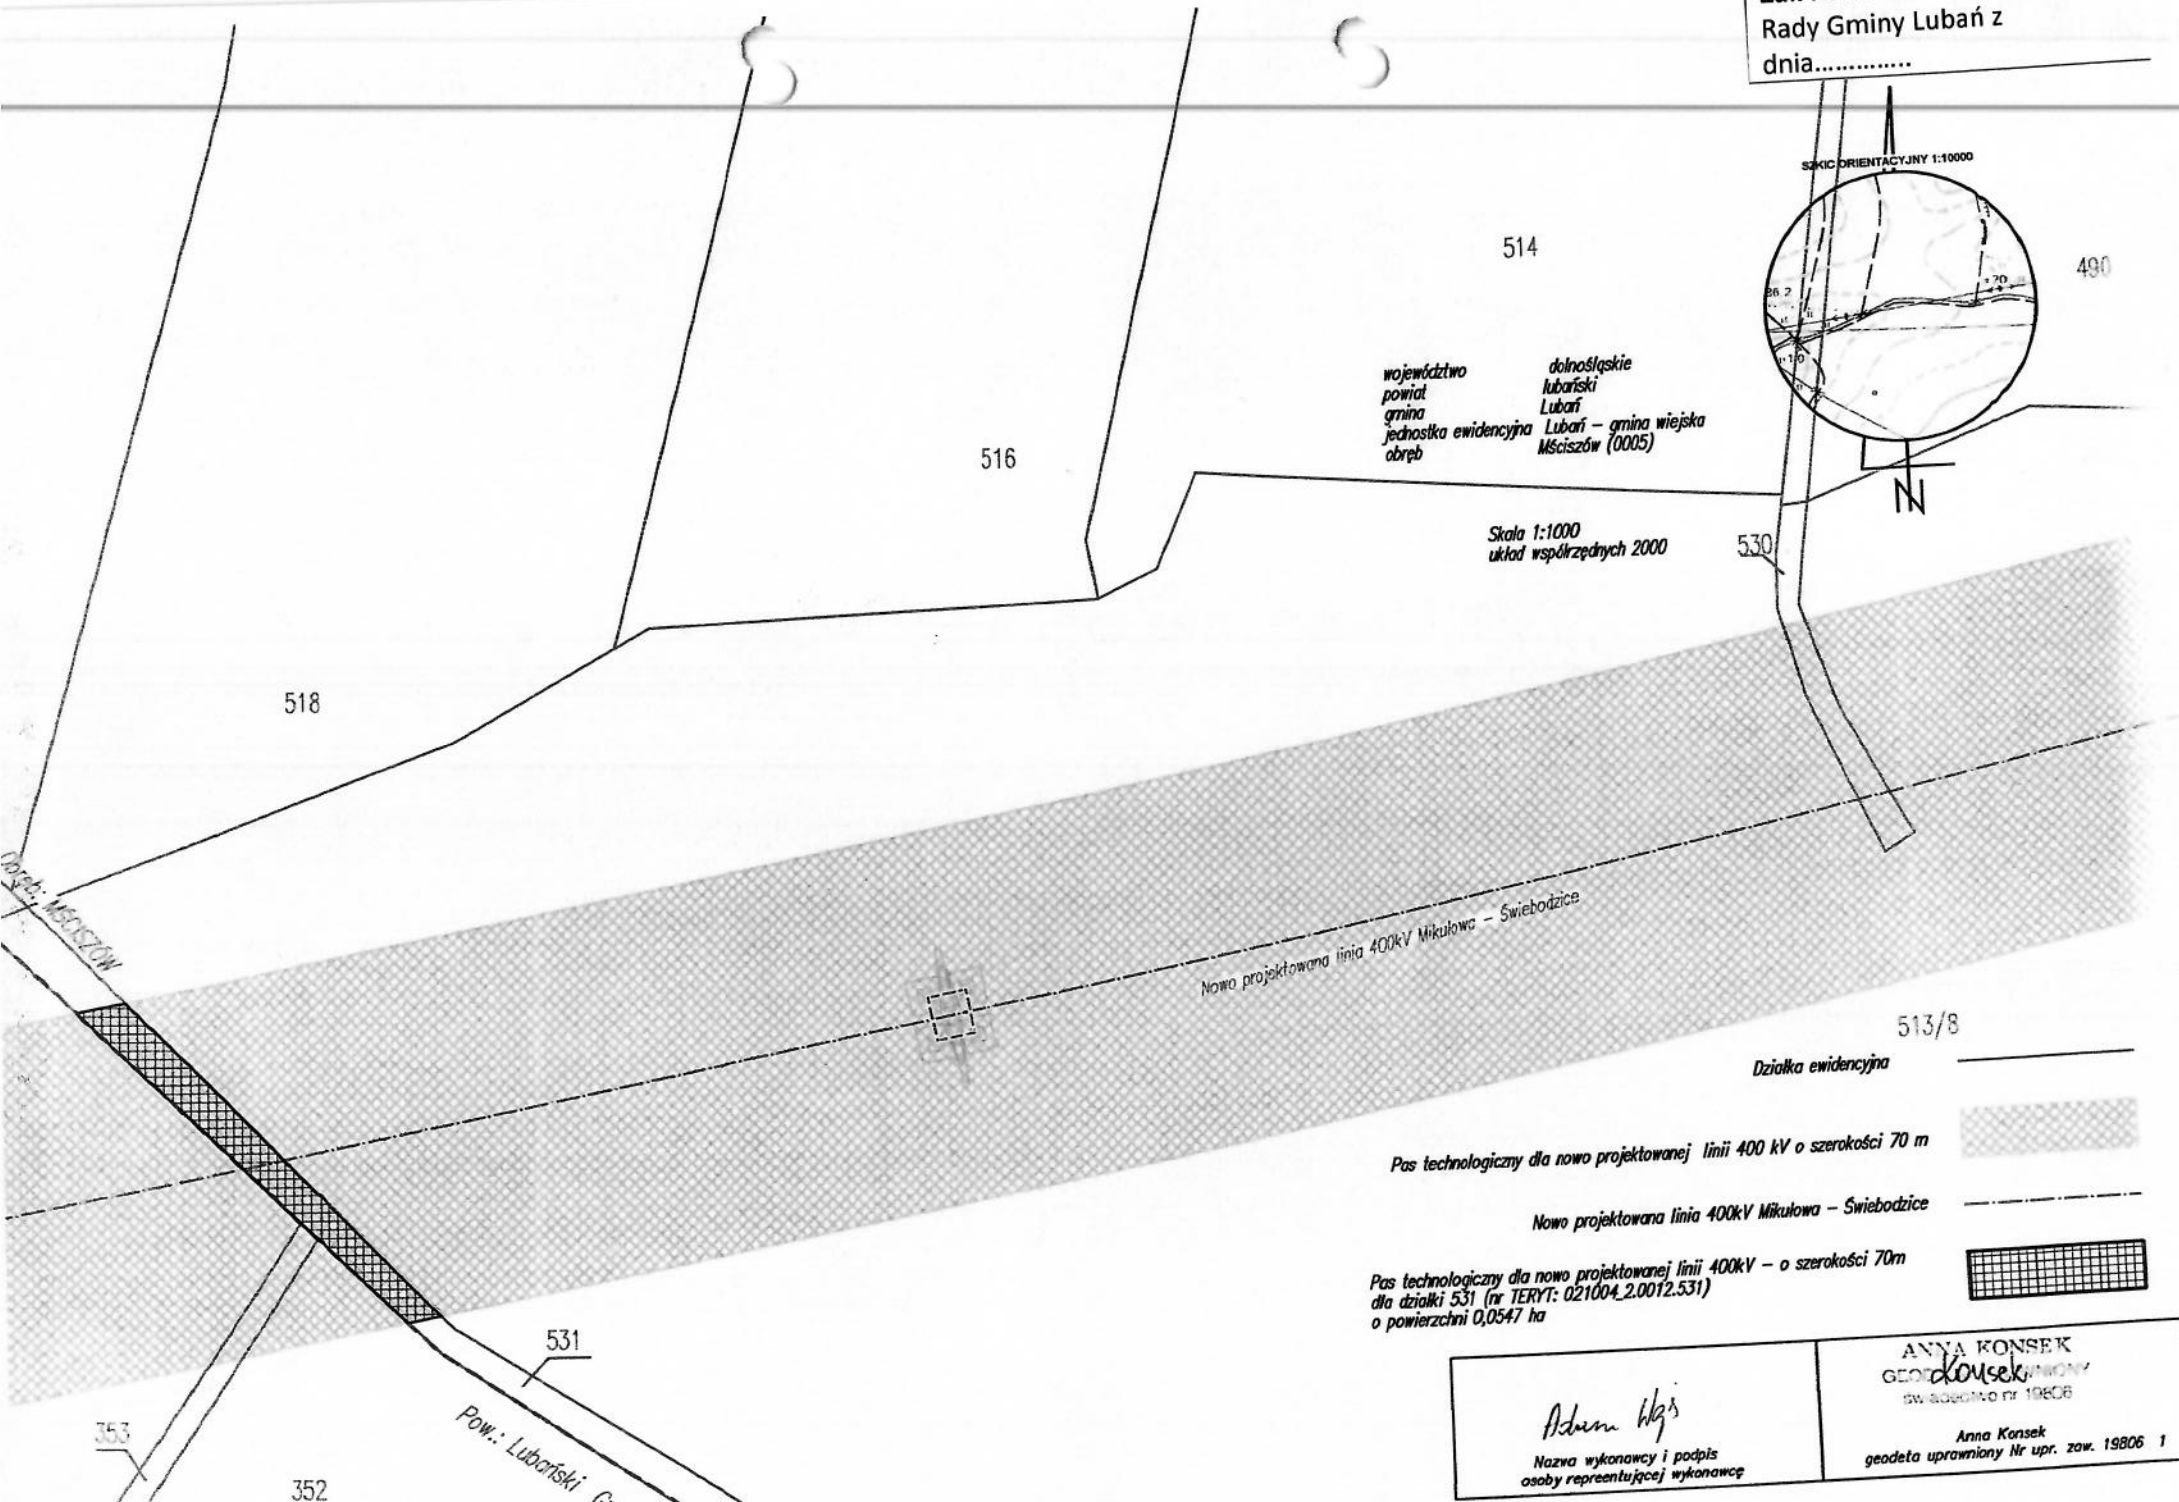 Rady Gminy Lubań z
dnia.............
SZKIC ORIENTACYJNY 1:10000
514
490
województwo dolnośląskie
powiat lubański
gmina Lubań
jednostka ewidencyjna Lubań – gmina wiejska
obręb Mściszów (0005)
516
N
Skala 1:1000
układ współrzędnych 2000
530
518
Obręb: MŚCISZÓW
Nowo projektowana linia 400kV Mikułowa – Świebodzice
513/8
Działka ewidencyjna
Pas technologiczny dla nowo projektowanej linii 400 kV o szerokości 70 m
Nowo projektowana linia 400kV Mikułowa – Świebodzice
Pas technologiczny dla nowo projektowanej linii 400kV – o szerokości 70m
dla działki 531 (nr TERYT: 021004_2.0012.531)
o powierzchni 0,0547 ha
531
353
352
Pow.: Lubański
Adam Wąs
Nazwa wykonawcy i podpis
osoby repreentującej wykonawcę
ANNA KONSEK
Konsek
świadectwo nr 19806
Anna Konsek
geodeta uprawniony Nr upr. zaw. 19806 1